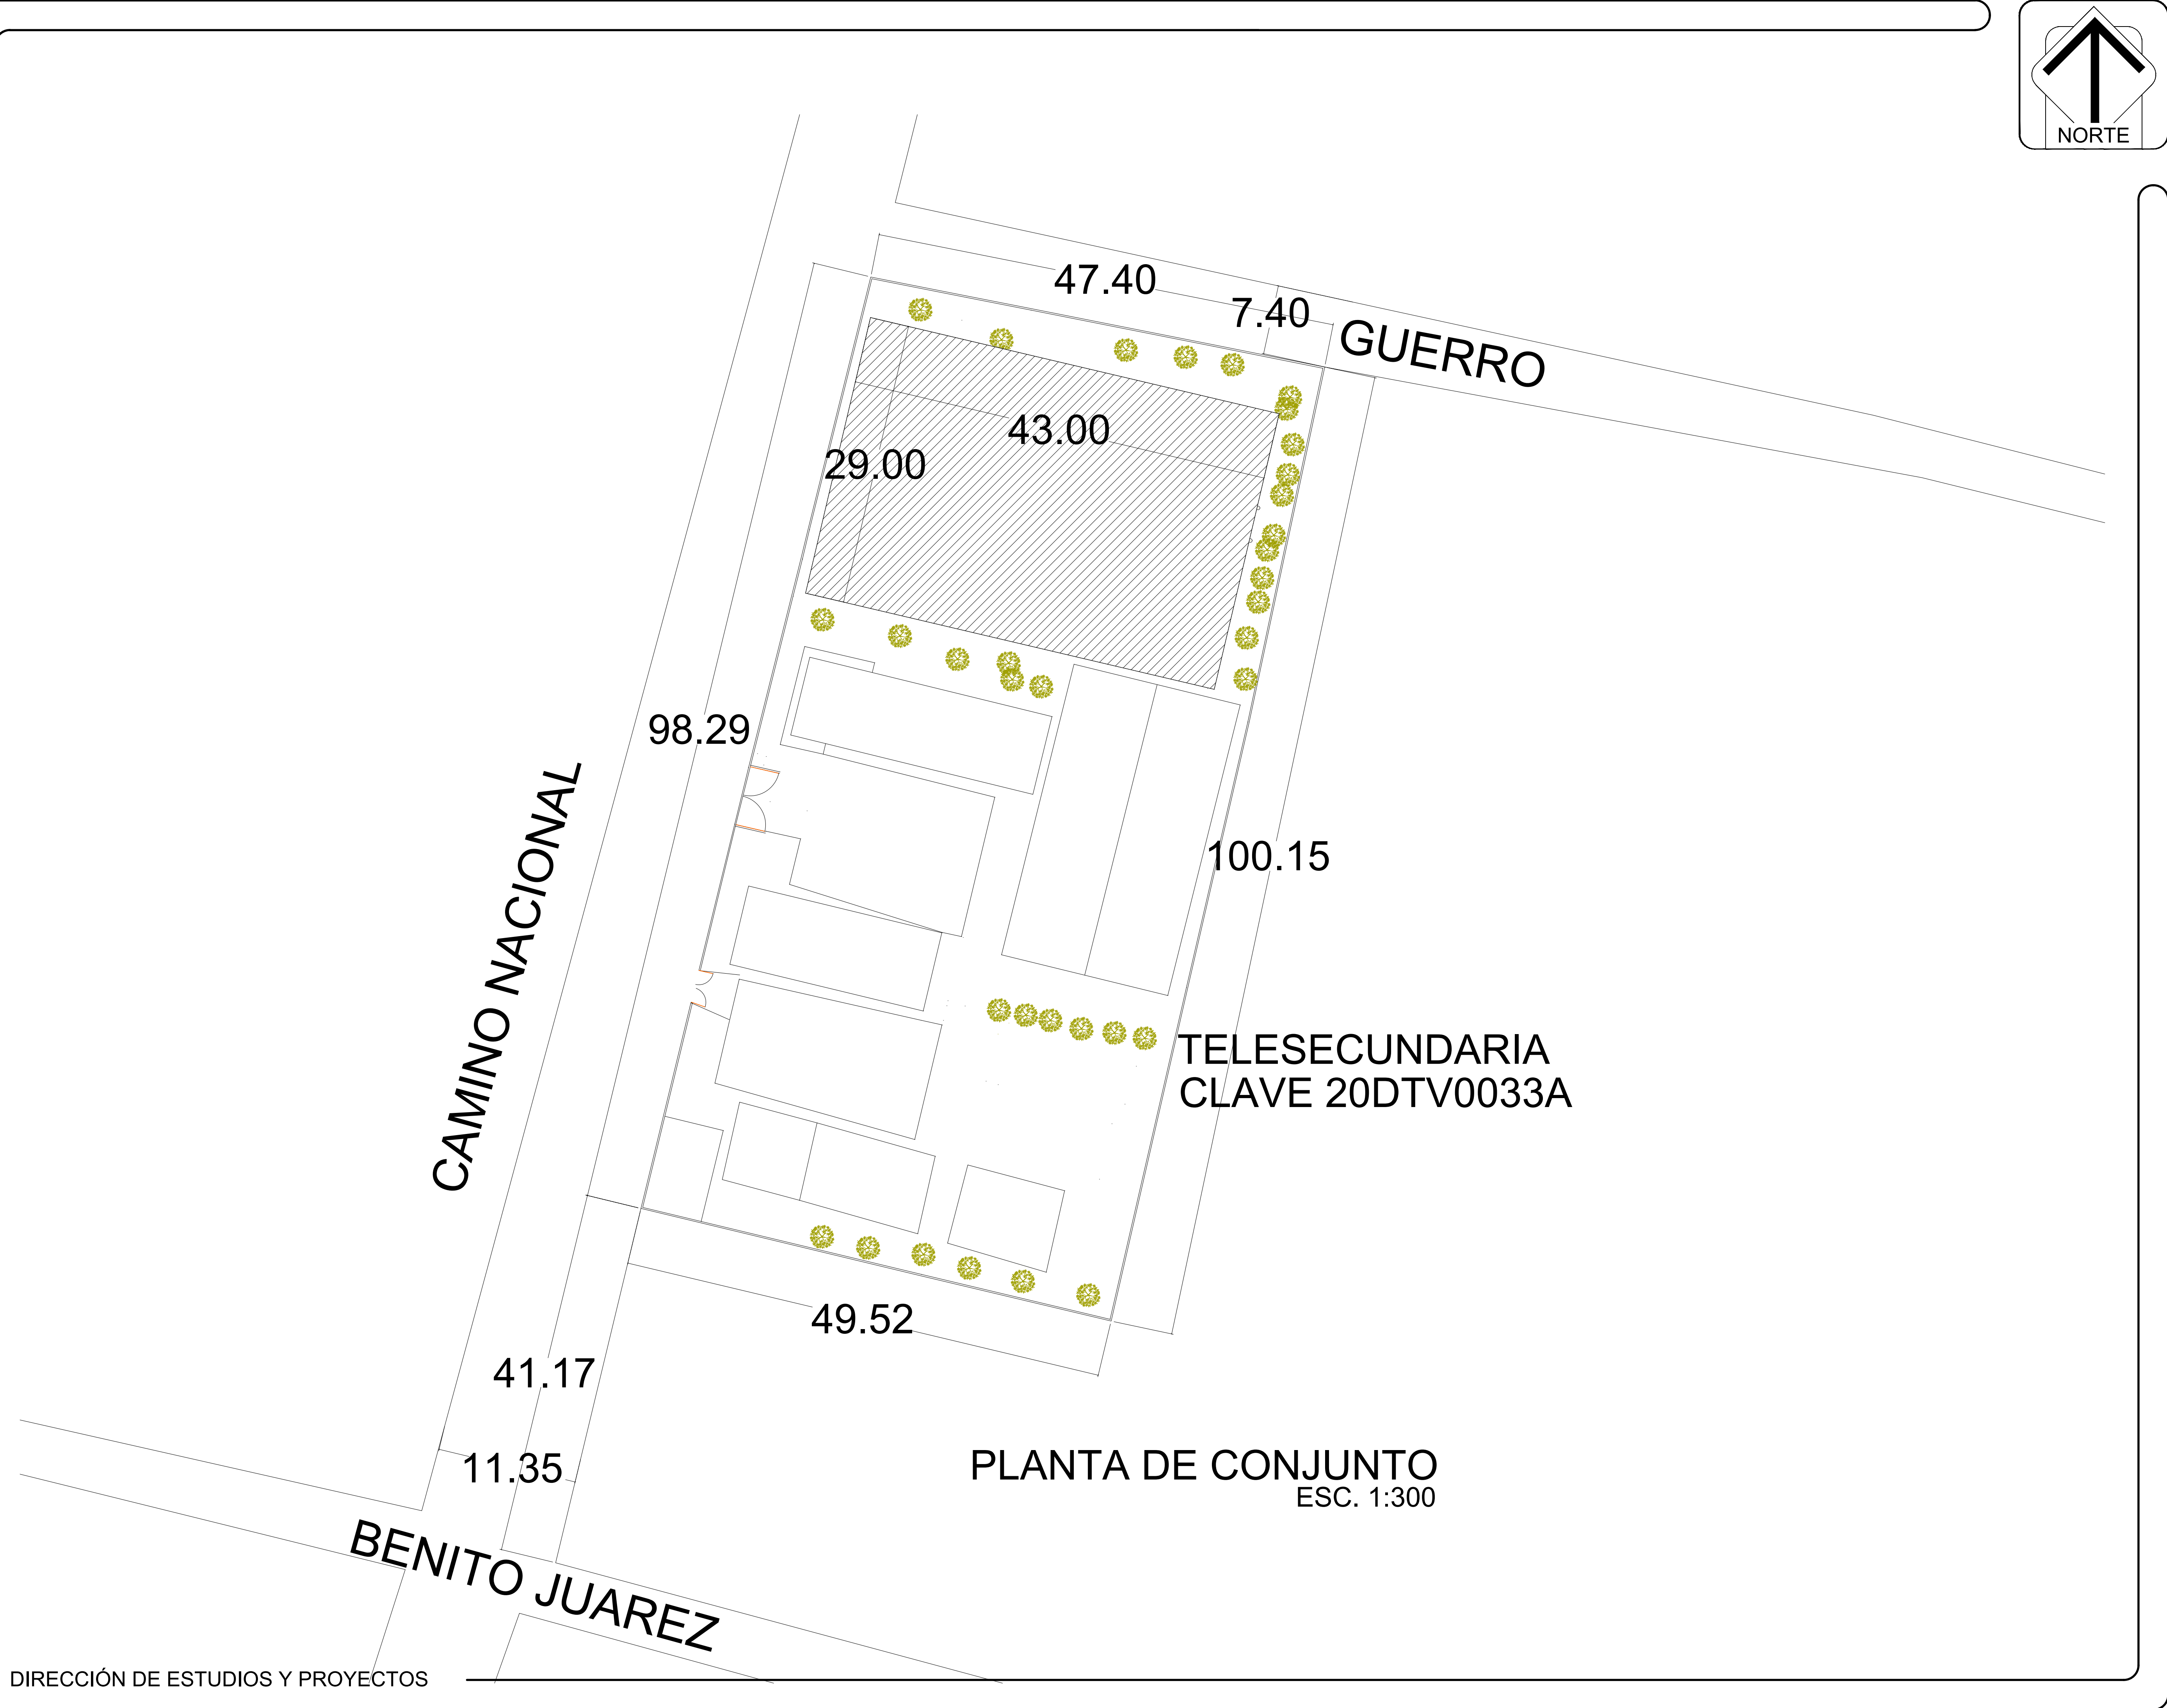 NORTE
47.40
7.40
GUERRO
43.00
29.00
98.29
CAMINO NACIONAL
100.15
TELESECUNDARIA
CLAVE 20DTV0033A
49.52
41.17
11.35
PLANTA DE CONJUNTO
ESC. 1:300
BENITO JUAREZ
DIRECCIÓN DE ESTUDIOS Y PROYECTOS